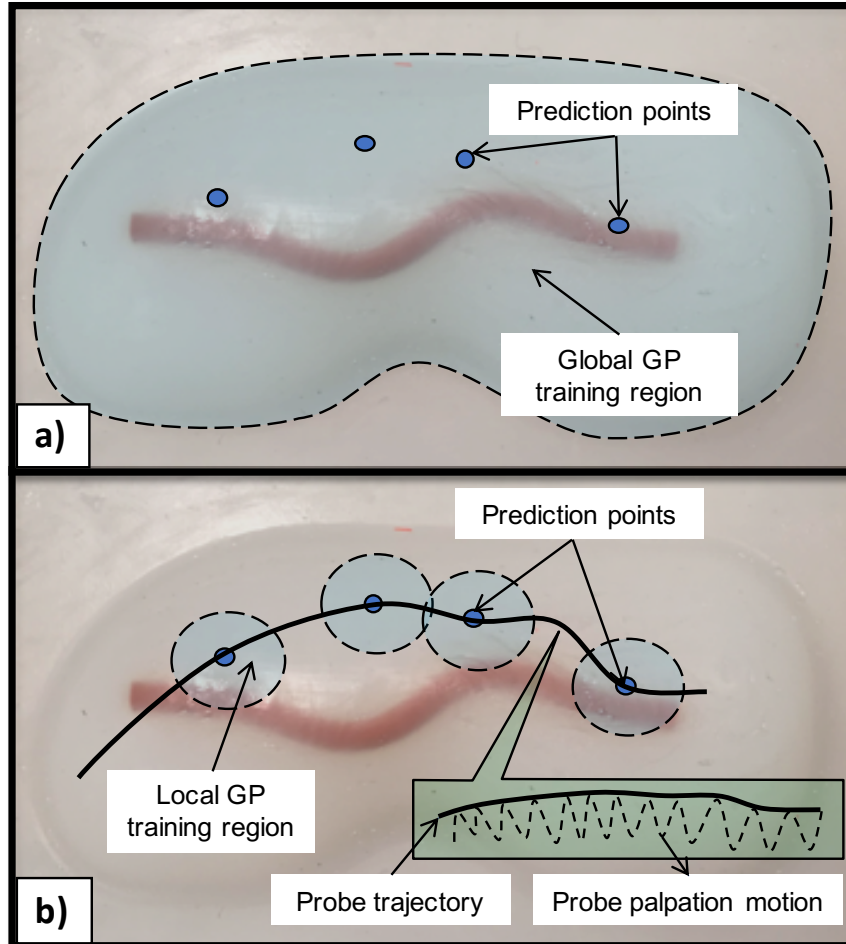 Prediction points
Global GP
training region
a)
Prediction points
Local GP
training region
Probe trajectory
Probe palpation motion
b)